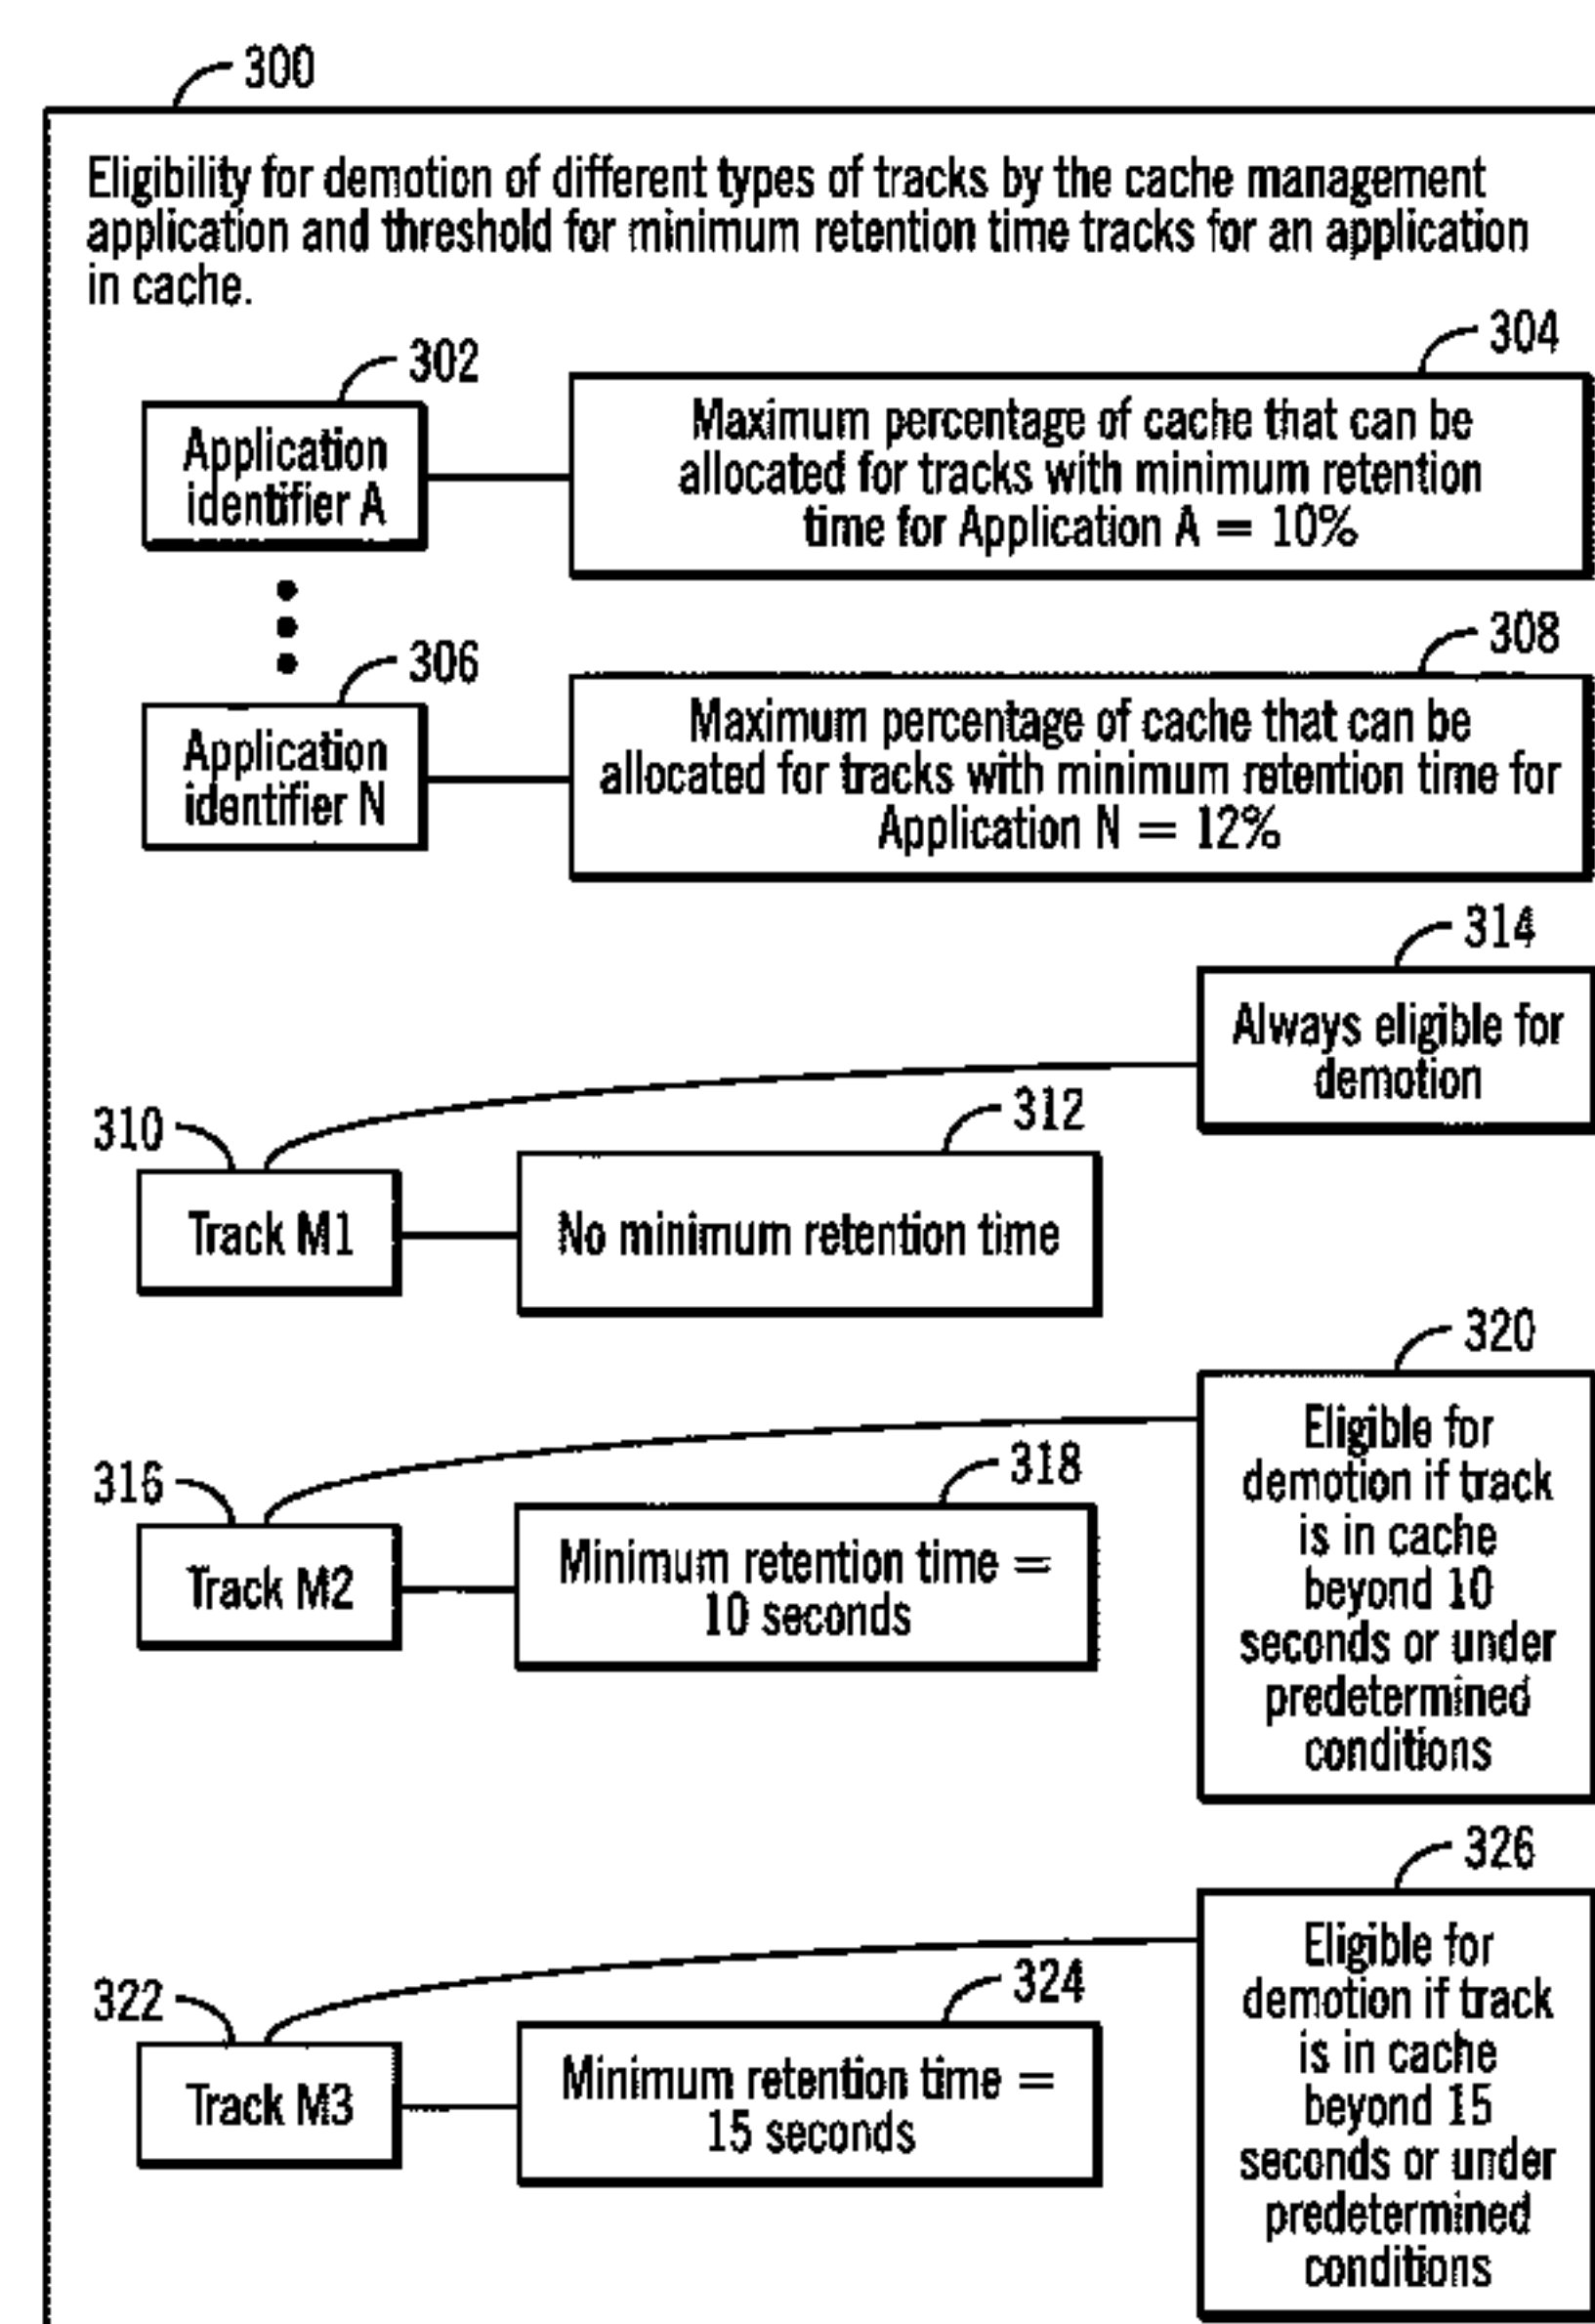 300
Eligibility for demotion of different types of tracks by the cache management
application and threshold for minimum retention time tracks for an application
in cache.
302
304
Application
identifier A
Maximum percentage of cache that can be
allocated for tracks with minimum retention
time for Application A = 10%
306
308
Application
identifier N
Maximum percentage of cache that can be
allocated for tracks with minimum retention time for
Application N = 12%
314
Always eligible for
demotion
310
312
Track M1
No minimum retention time
320
Eligible for
demotion if track
is in cache
beyond 10
seconds or under
predetermined
conditions
316
318
Track M2
Minimum retention time =
10 seconds
326
Eligible for
demotion if track
is in cache
beyond 15
seconds or under
predetermined
conditions
322
324
Track M3
Minimum retention time =
15 seconds